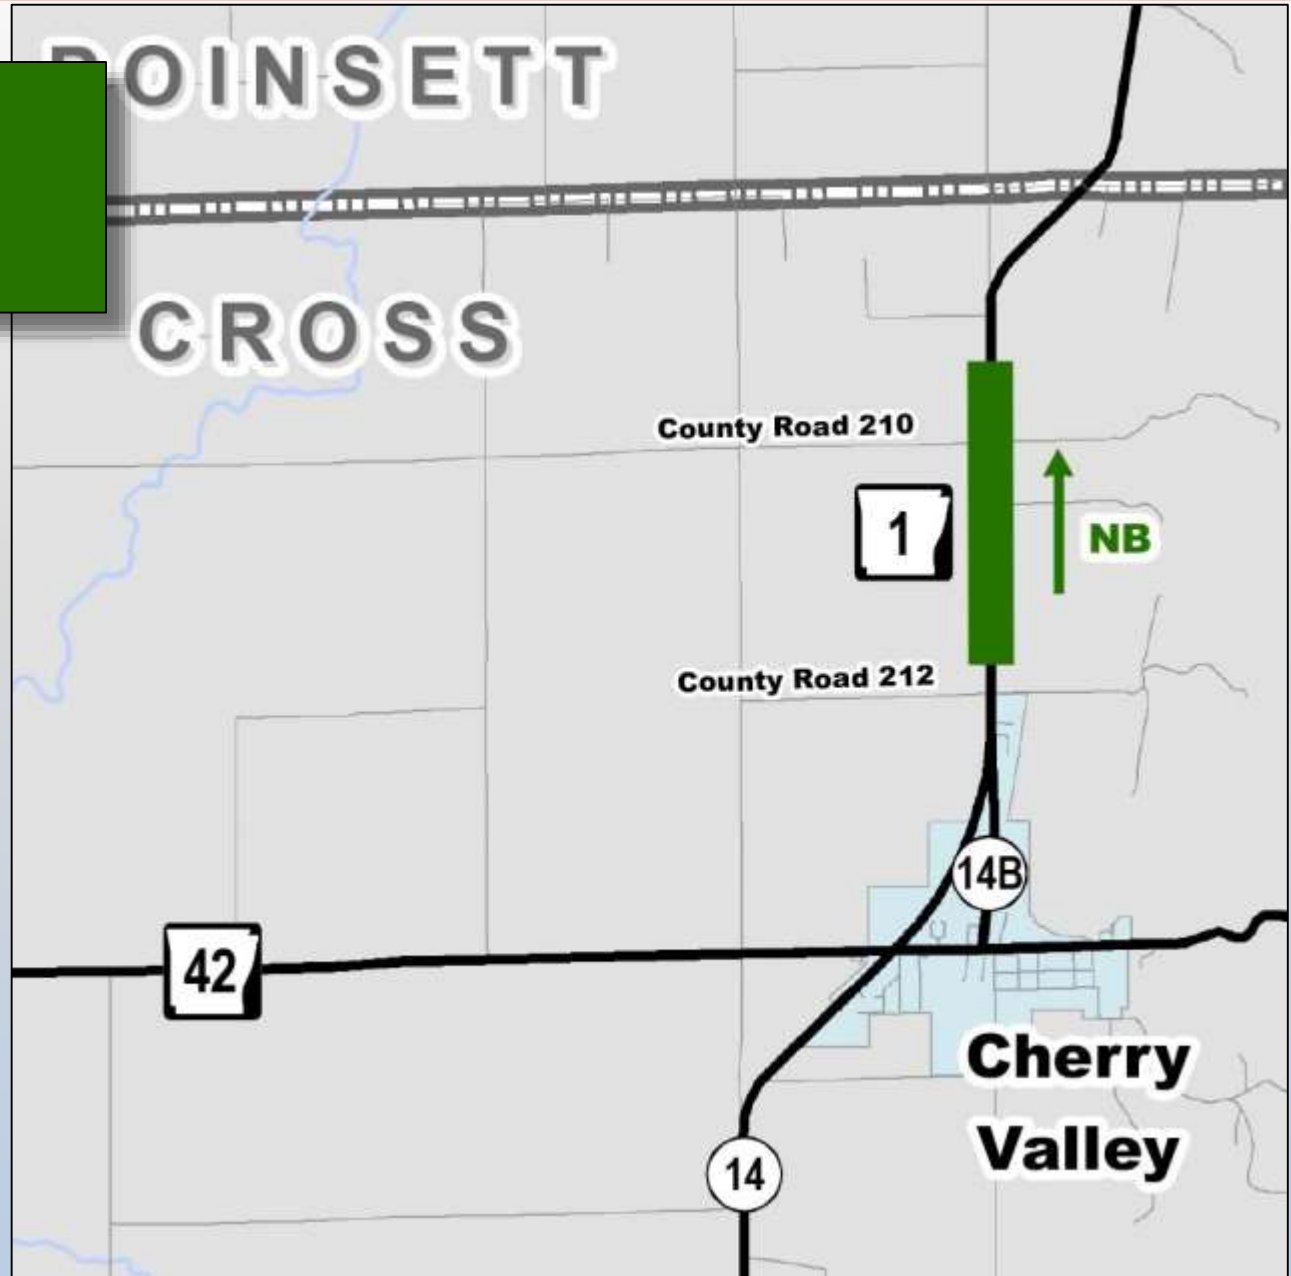 POINSETT
CROSS
County Road 210
1
NB
County Road 212
14B
42
Cherry
Valley
14